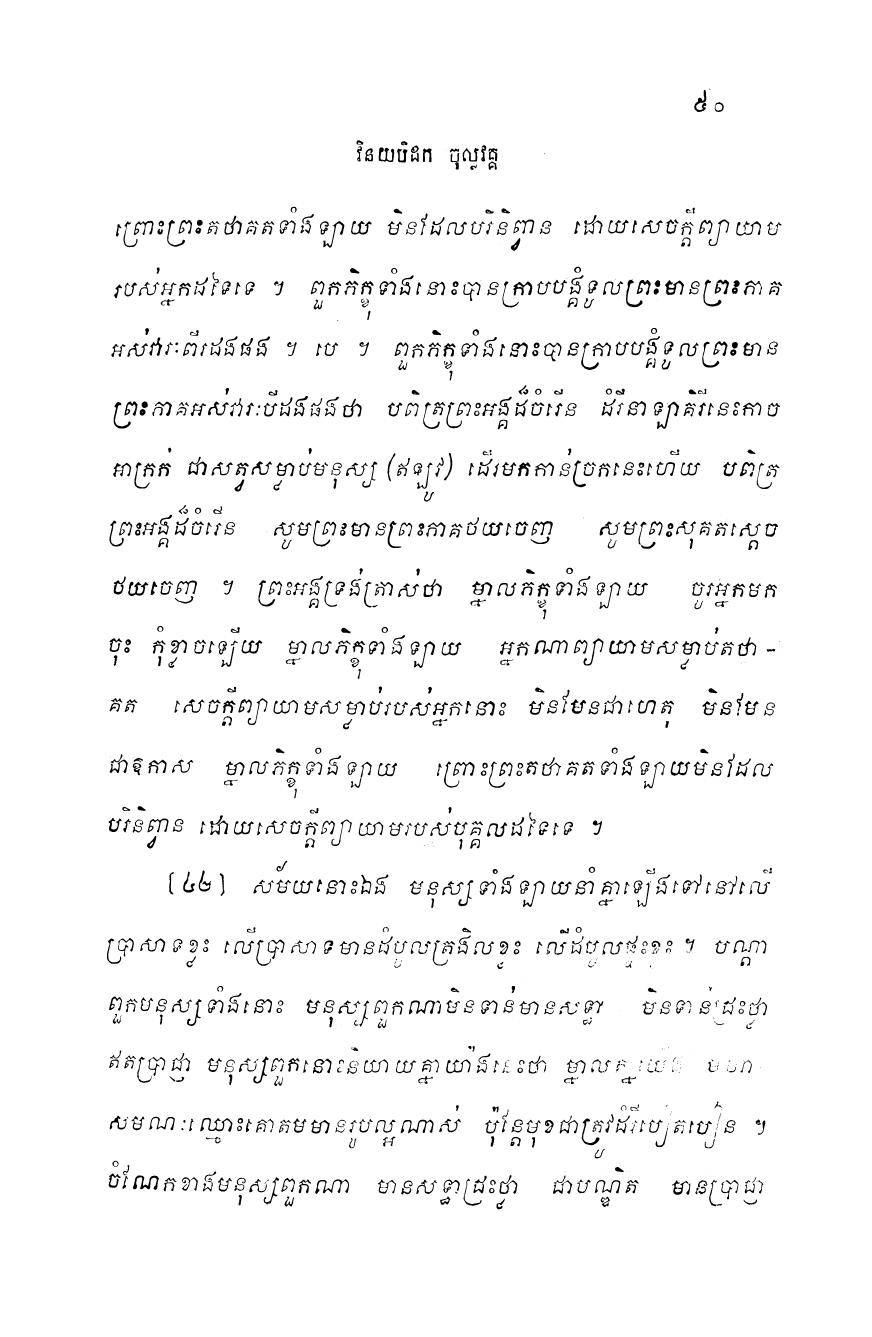 ៥០
វិនយបិដក ចុល្លវគ្គ
ព្រោះព្រះតថាគតទាំងឡាយ មិនដែលបរិនិព្វាន ដោយសេចក្តីព្យាយាម
របស់អ្នកដទៃទេ ។ ពួកភិក្ខុទាំងនោះបានក្រាបបង្គំទូលព្រះមានព្រះភាគ
អស់វារៈពីរដងផង ។ បេ ។ ពួកភិក្ខុទាំងនោះបានក្រាបបង្គំទូលព្រះមាន
ព្រះភាគអស់វារៈបីដងផងថា បពិត្រព្រះអង្គដ៏ចំរើន ដំរីនាឡាគិរីនេះកាច
អាក្រក់ ជាសត្វសម្លាប់មនុស្ស (ឥឡូវ) ដើរមកកាន់ច្រកនេះហើយ បពិត្រ
ព្រះអង្គដ៏ចំរើន សូមព្រះមានព្រះភាគថយចេញ សូមព្រះសុគតស្តេច
ថយចេញ ។ ព្រះអង្គទ្រង់ត្រាស់ថា ម្នាលភិក្ខុទាំងឡាយ ចូរអ្នកមក
ចុះ កុំខ្លាចឡើយ ម្នាលភិក្ខុទាំងឡាយ អ្នកណាព្យាយាមសម្លាប់តថា-
គត សេចក្តីព្យាយាមសម្លាប់របស់អ្នកនោះ មិនមែនជាហេតុ មិនមែន
ជាឱកាស ម្នាលភិក្ខុទាំងឡាយ ព្រោះព្រះតថាគតទាំងឡាយមិនដែល
បរិនិព្វាន ដោយសេចក្តីព្យាយាមរបស់បុគ្គលដទៃទេ ។
[៤២] សម័យនោះឯង មនុស្សទាំងឡាយនាំគ្នាឡើងទៅនៅលើ
ប្រាសាទខ្លះ លើប្រាសាទមានដំបូលត្រងិលខ្លះ លើដំបូលផ្ទះខ្លះ ។ បណ្តា
ពួកមនុស្សទាំងនោះ មនុស្សពួកណាមិនទាន់មានសទ្ធា មិនទាន់ជ្រះថ្លា
ឥតប្រាជ្ញា មនុស្សពួកនោះនិយាយគ្នាយ៉ាងនេះថា ម្នាលគ្នាយើង
សមណៈឈ្មោះគោតមមានរូបល្អណាស់ ប៉ុន្តែមុខជាត្រូវដំរីបៀតបៀន ។
ចំណែកខាងមនុស្សពួកណា មានសទ្ធាជ្រះថ្លា ជាបណ្ឌិត មានប្រាជ្ញា